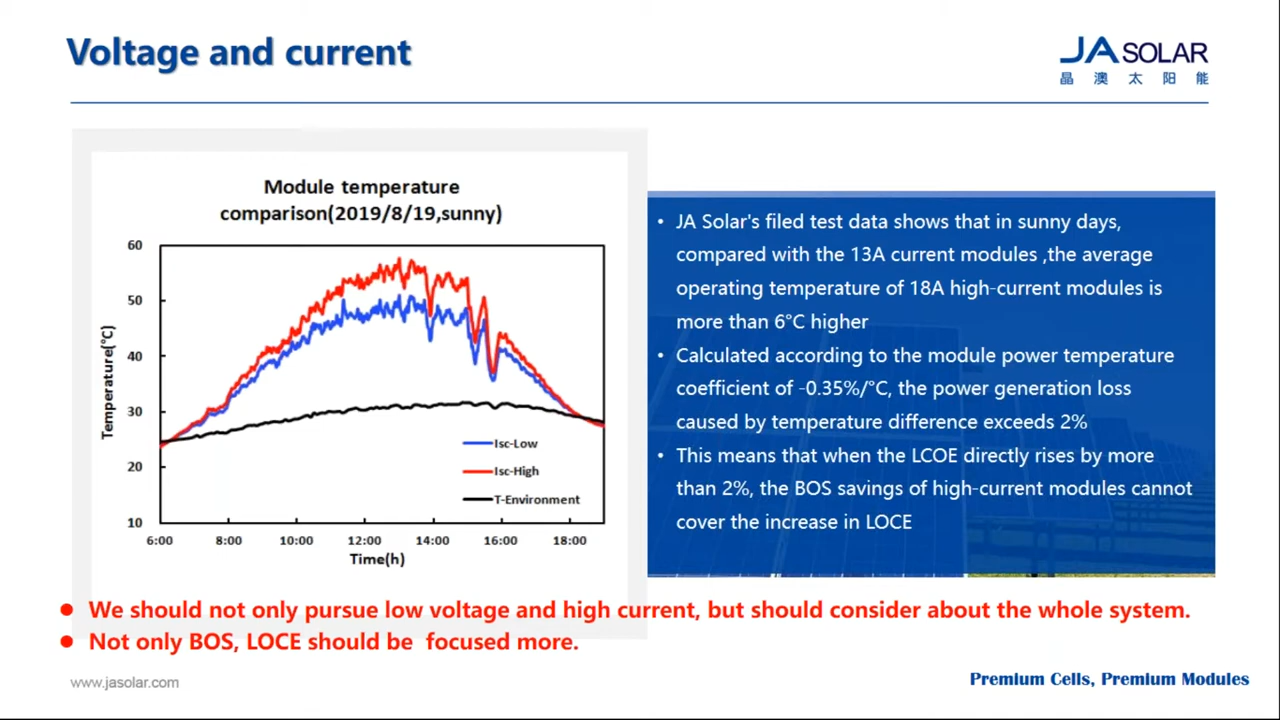 Voltage and current
JA SOLAR
晶 澳 太 阳 能
Module temperature
comparison(2019/8/19,sunny)
60
50
40
30
20
10
Temperature(℃)
Isc-Low
Isc-High
T-Environment
6:00 8:00 10:00 12:00 14:00 16:00 18:00
Time(h)
• JA Solar's filed test data shows that in sunny days,
compared with the 13A current modules ,the average
operating temperature of 18A high-current modules is
more than 6°C higher
• Calculated according to the module power temperature
coefficient of -0.35%/°C, the power generation loss
caused by temperature difference exceeds 2%
• This means that when the LCOE directly rises by more
than 2%, the BOS savings of high-current modules cannot
cover the increase in LOCE
● We should not only pursue low voltage and high current, but should consider about the whole system.
● Not only BOS, LOCE should be focused more.
www.jasolar.com
Premium Cells, Premium Modules